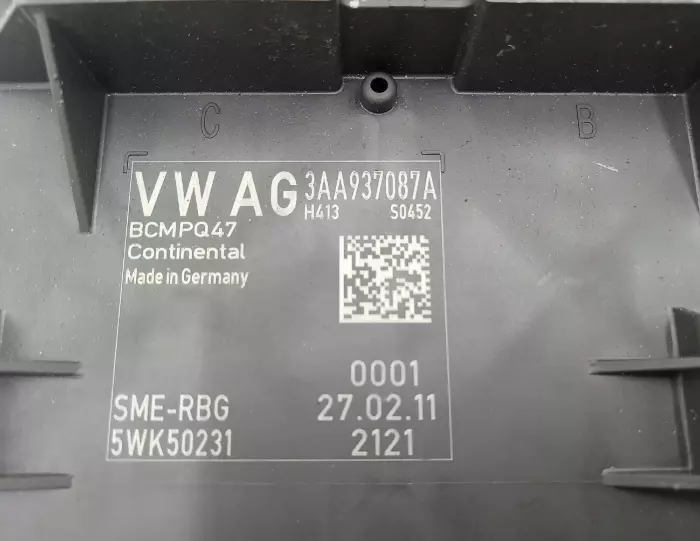 C B
VW AG 3AA937087A
H413 S0452
BCMPQ47
Continental
Made in Germany
0001
SME-RBG 27.02.11
5WK50231 2121